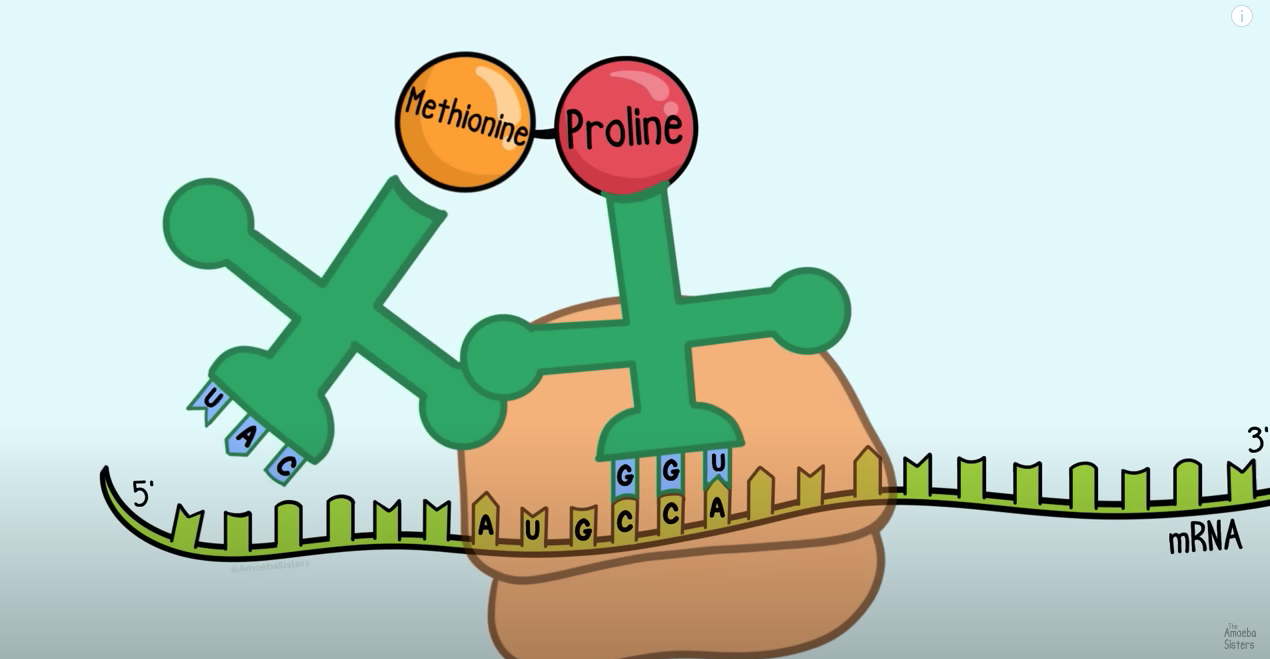 i
Methionine
Proline
U A C
G G U
5'
A U G C C A
3'
mRNA
@AmoebaSisters
The
Amoeba
Sisters